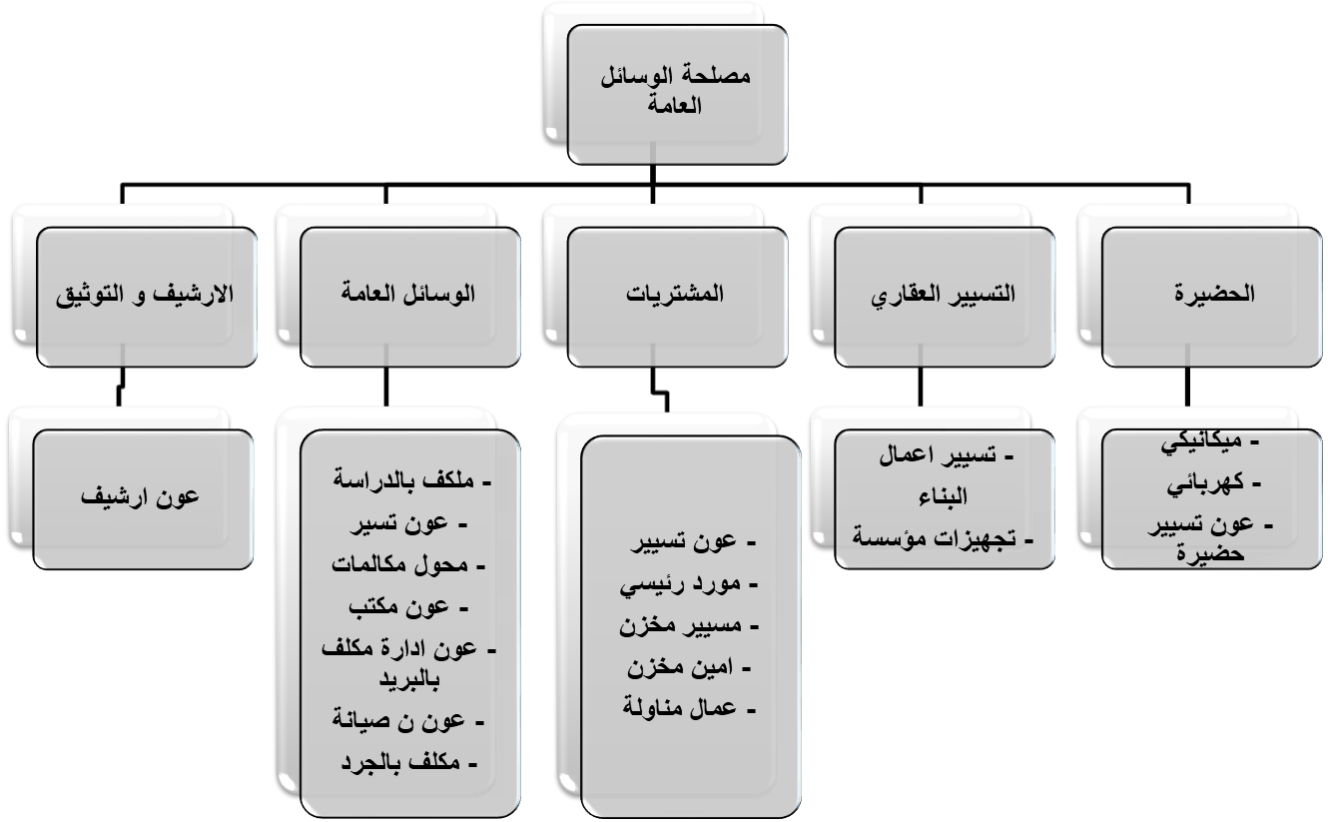 مصلحة الوسائل
العامة
الحضيرة
التسيير العقاري
المشتريات
الوسائل العامة
الارشيف و التوثيق
- ميكانيكي
- كهربائي
- عون تسيير
حضيرة
- تسيير اعمال
البناء
- تجهيزات مؤسسة
- عون تسيير
- مورد رئيسي
- مسيير مخزن
- امين مخزن
- عمال مناولة
- ملكف بالدراسة
- عون تسير
- محول مكالمات
- عون مكتب
- عون ادارة مكلف
بالبريد
- عون ن صيانة
- مكلف بالجرد
عون ارشيف